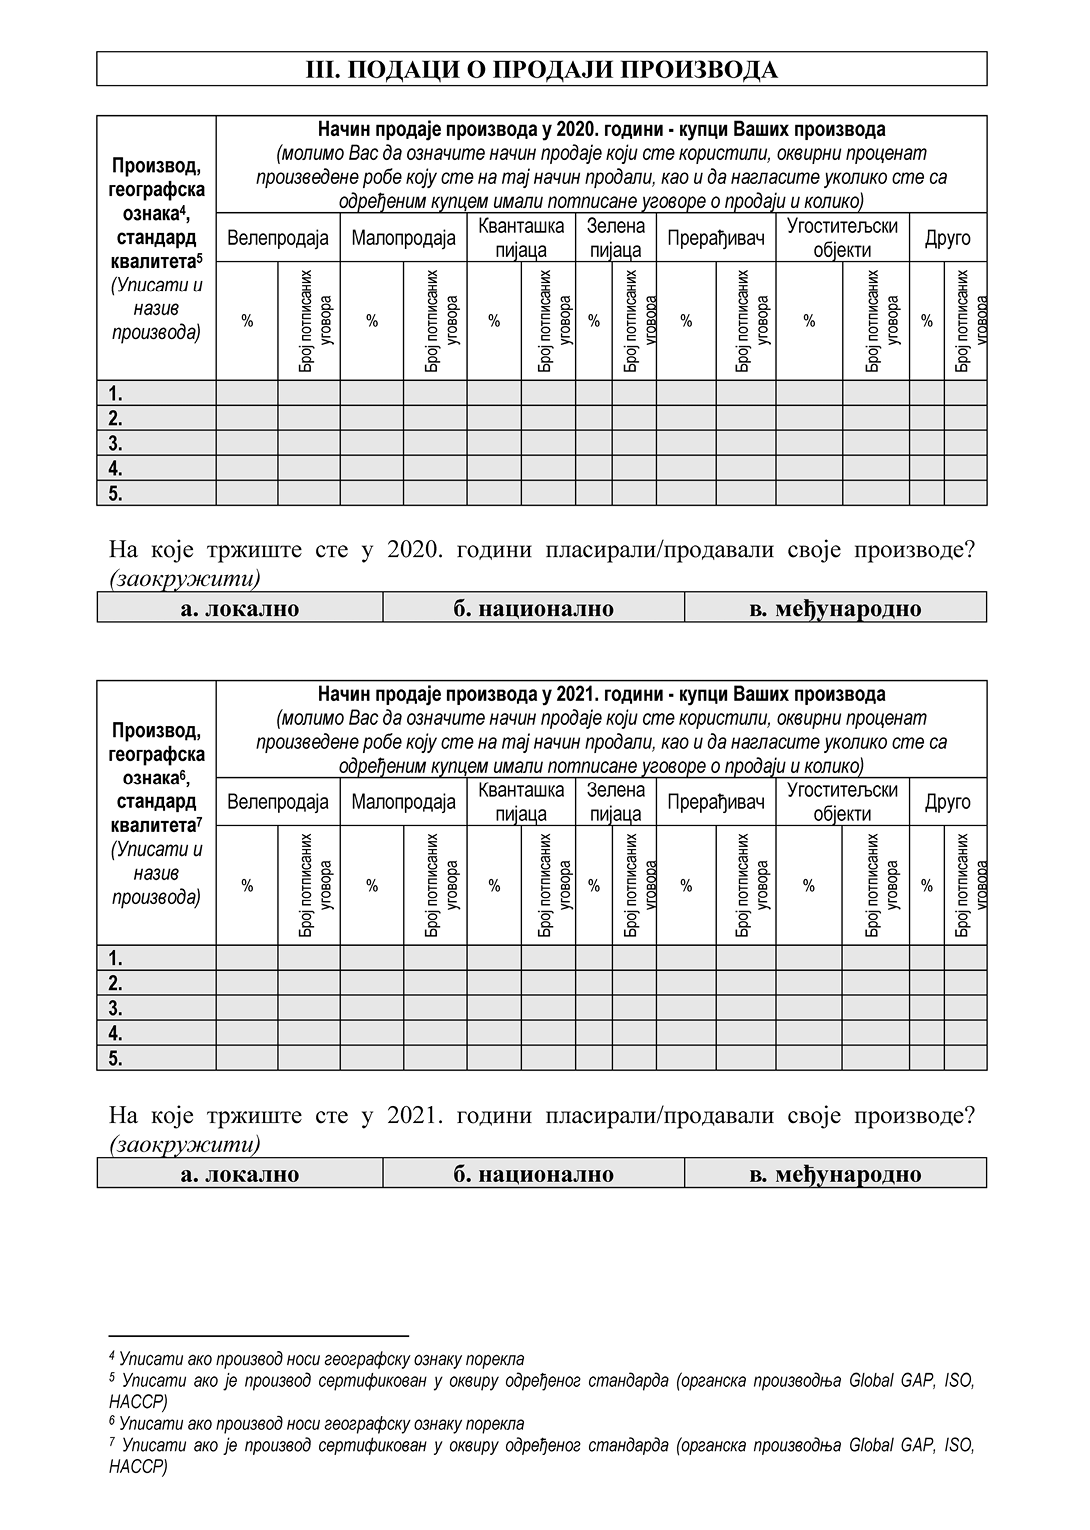 III. ПОДАЦИ О ПРОДАЈИ ПРОИЗВОДА
Производ,
географска
ознака4,
стандард
квалитета5
(Уписати и
назив
производа)
Начин продаје производа у 2020. години - купци Ваших производа
(молимо Вас да означите начин продаје који сте користили, оквирни проценат
произведене робе коју сте на тај начин продали, као и да нагласите уколико сте са
одређеним купцем имали потписане уговоре о продаји и колико)
Велепродаја
Малопродаја
Кванташка
пијаца
Зелена
пијаца
Прерађивач
Угоститељски
објекти
Друго
%
Број потписаних
уговора
%
Број потписаних
уговора
%
Број потписаних
уговора
%
Број потписаних
уговора
%
Број потписаних
уговора
%
Број потписаних
уговора
%
Број потписаних
уговора
1.
2.
3.
4.
5.
На које тржиште сте у 2020. години пласирали/продавали своје производе?
(заокружити)
а. локално б. национално в. међународно
Производ,
географска
ознака6,
стандард
квалитета7
(Уписати и
назив
производа)
Начин продаје производа у 2021. години - купци Ваших производа
(молимо Вас да означите начин продаје који сте користили, оквирни проценат
произведене робе коју сте на тај начин продали, као и да нагласите уколико сте са
одређеним купцем имали потписане уговоре о продаји и колико)
Велепродаја
Малопродаја
Кванташка
пијаца
Зелена
пијаца
Прерађивач
Угоститељски
објекти
Друго
%
Број потписаних
уговора
%
Број потписаних
уговора
%
Број потписаних
уговора
%
Број потписаних
уговора
%
Број потписаних
уговора
%
Број потписаних
уговора
%
Број потписаних
уговора
1.
2.
3.
4.
5.
На које тржиште сте у 2021. години пласирали/продавали своје производе?
(заокружити)
а. локално б. национално в. међународно
4 Уписати ако производ носи географску ознаку порекла
5 Уписати ако је производ сертификован у оквиру одређеног стандарда (органска производња Global GAP, ISO,
HACCP)
6 Уписати ако производ носи географску ознаку порекла
7 Уписати ако је производ сертификован у оквиру одређеног стандарда (органска производња Global GAP, ISO,
HACCP)